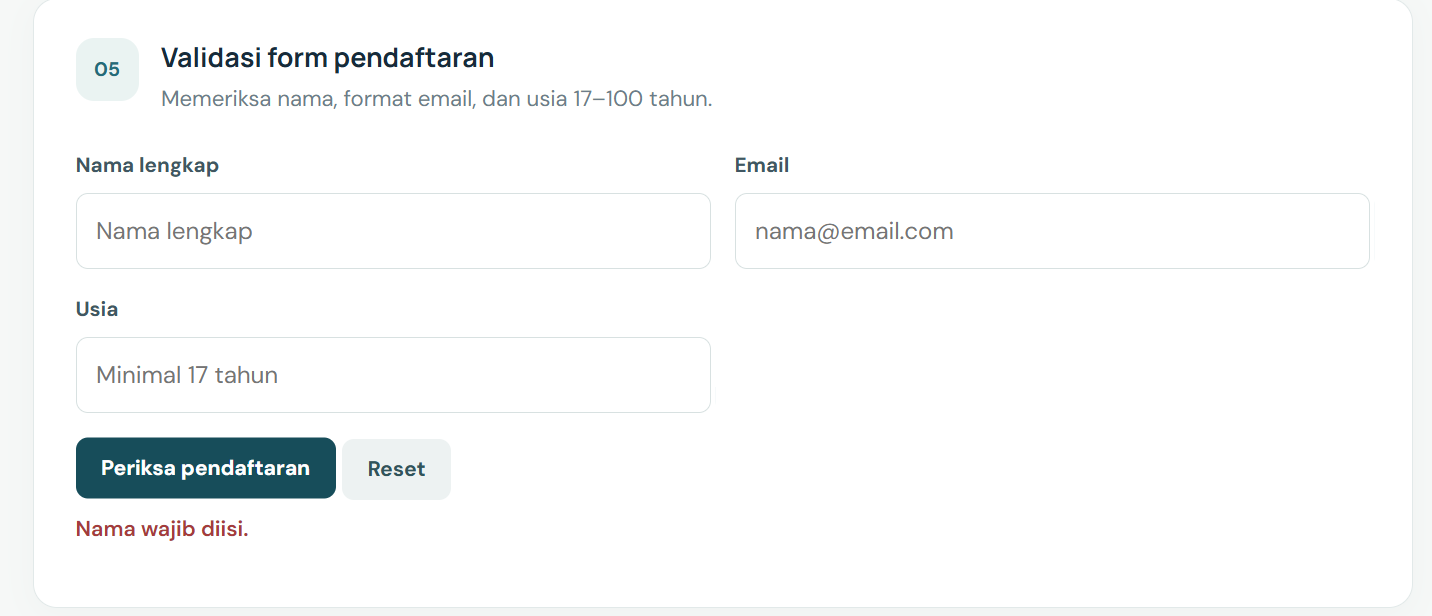 05
Validasi form pendaftaran
Memeriksa nama, format email, dan usia 17–100 tahun.
Nama lengkap
Email
Nama lengkap
nama@email.com
Usia
Minimal 17 tahun
Periksa pendaftaran
Reset
Nama wajib diisi.